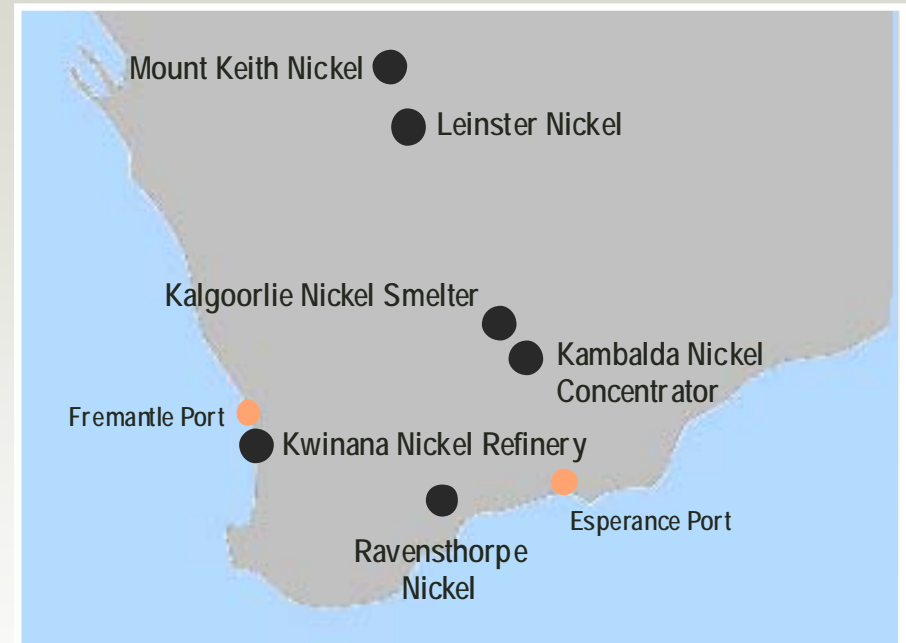 Mount Keith Nickel
Leinster Nickel
Kalgoorlie Nickel Smelter
Kambalda Nickel
Concentrator
Fremantle Port
Kwinana Nickel Refinery
Esperance Port
Ravensthorpe
Nickel